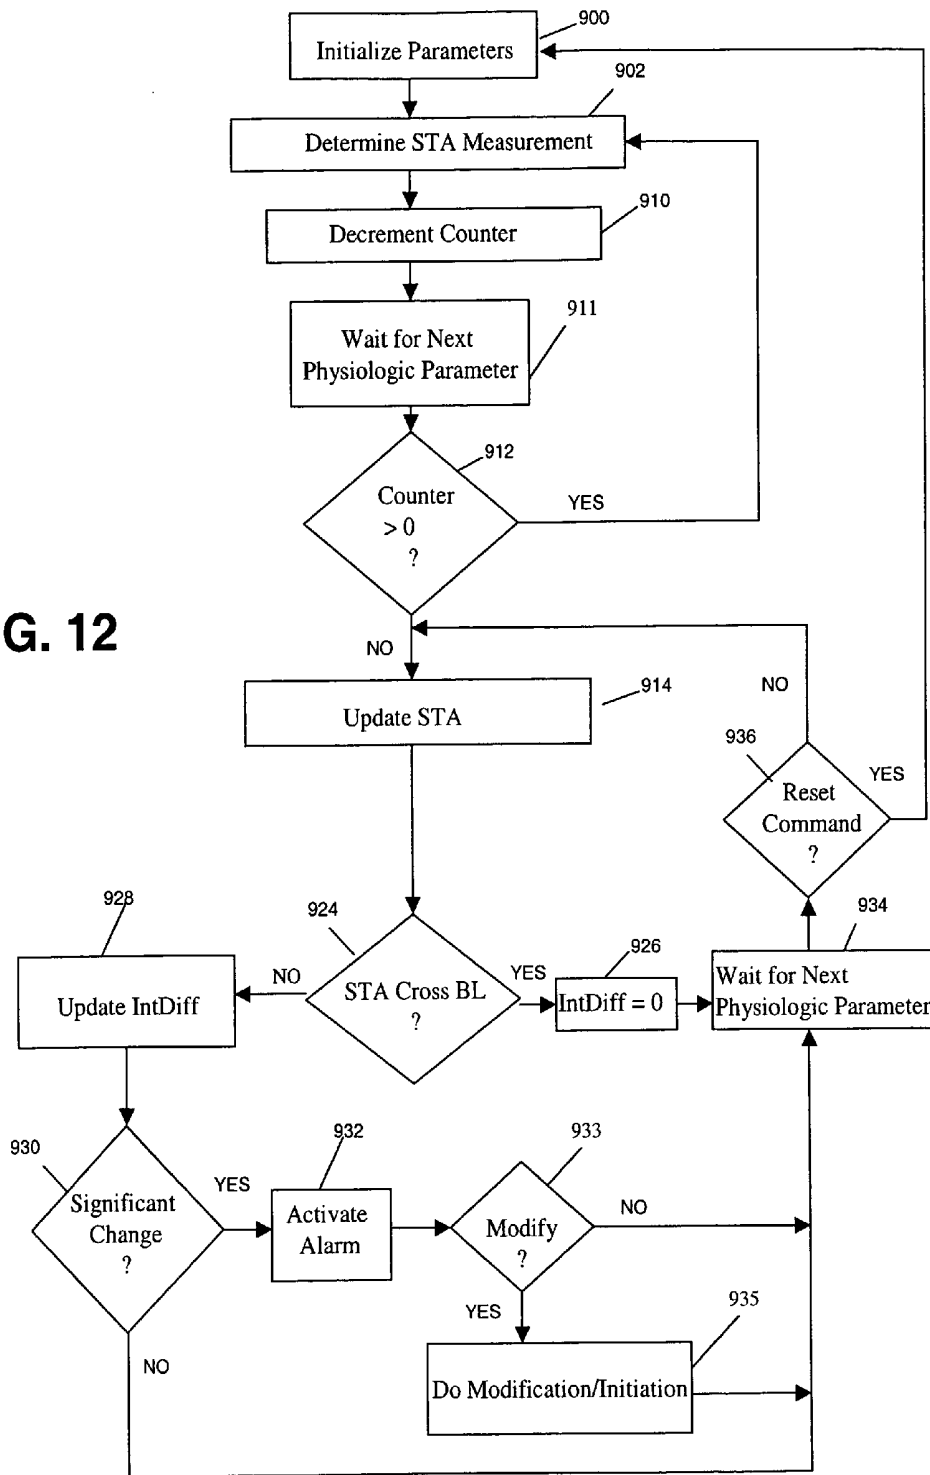 900
Initialize Parameters
902
Determine STA Measurement
910
Decrement Counter
911
Wait for Next
Physiologic Parameter
912
Counter
> 0
?
YES
G. 12
NO
914
Update STA
NO
936
Reset
Command
?
YES
928
Update IntDiff
NO
924
STA Cross BL
?
YES
926
IntDiff = 0
934
Wait for Next
Physiologic Parameter
930
Significant
Change
?
YES
932
Activate
Alarm
933
Modify
?
NO
YES
935
Do Modification/Initiation
NO